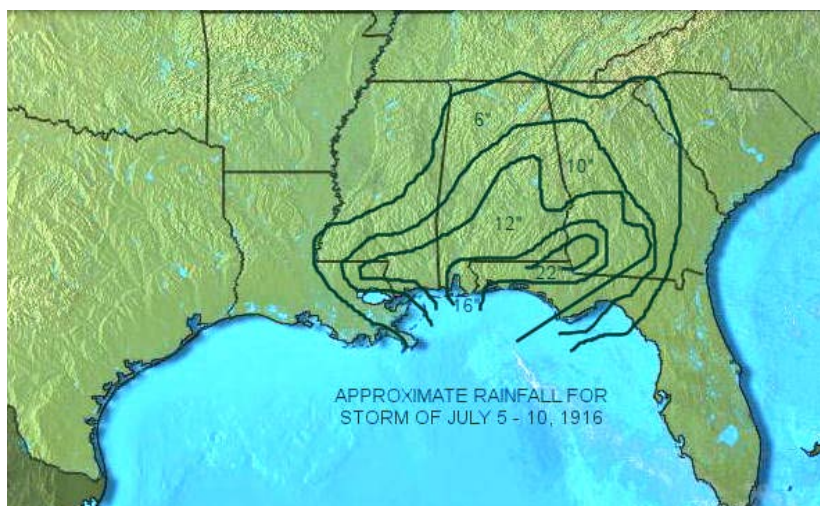 6"
10"
12"
22"
16"
APPROXIMATE RAINFALL FOR
STORM OF JULY 5 - 10, 1916